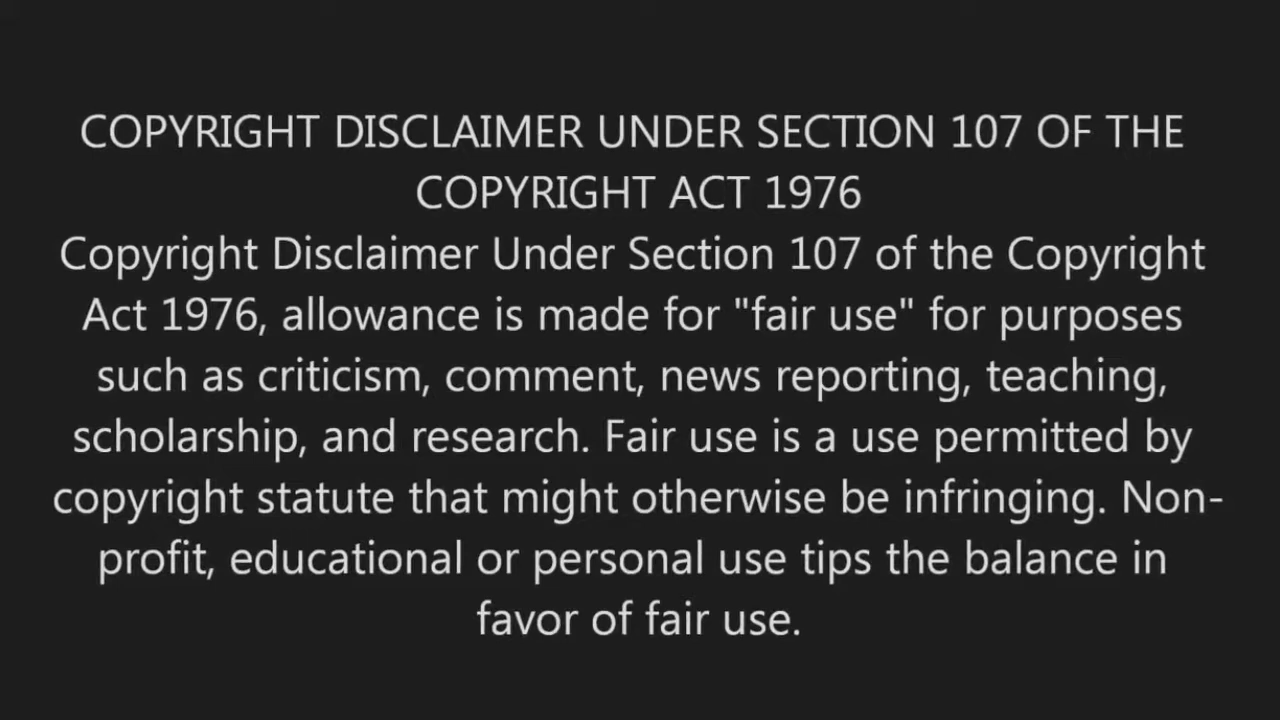 COPYRIGHT DISCLAIMER UNDER SECTION 107 OF THE
COPYRIGHT ACT 1976
Copyright Disclaimer Under Section 107 of the Copyright
Act 1976, allowance is made for "fair use" for purposes
such as criticism, comment, news reporting, teaching,
scholarship, and research. Fair use is a use permitted by
copyright statute that might otherwise be infringing. Non-
profit, educational or personal use tips the balance in
favor of fair use.